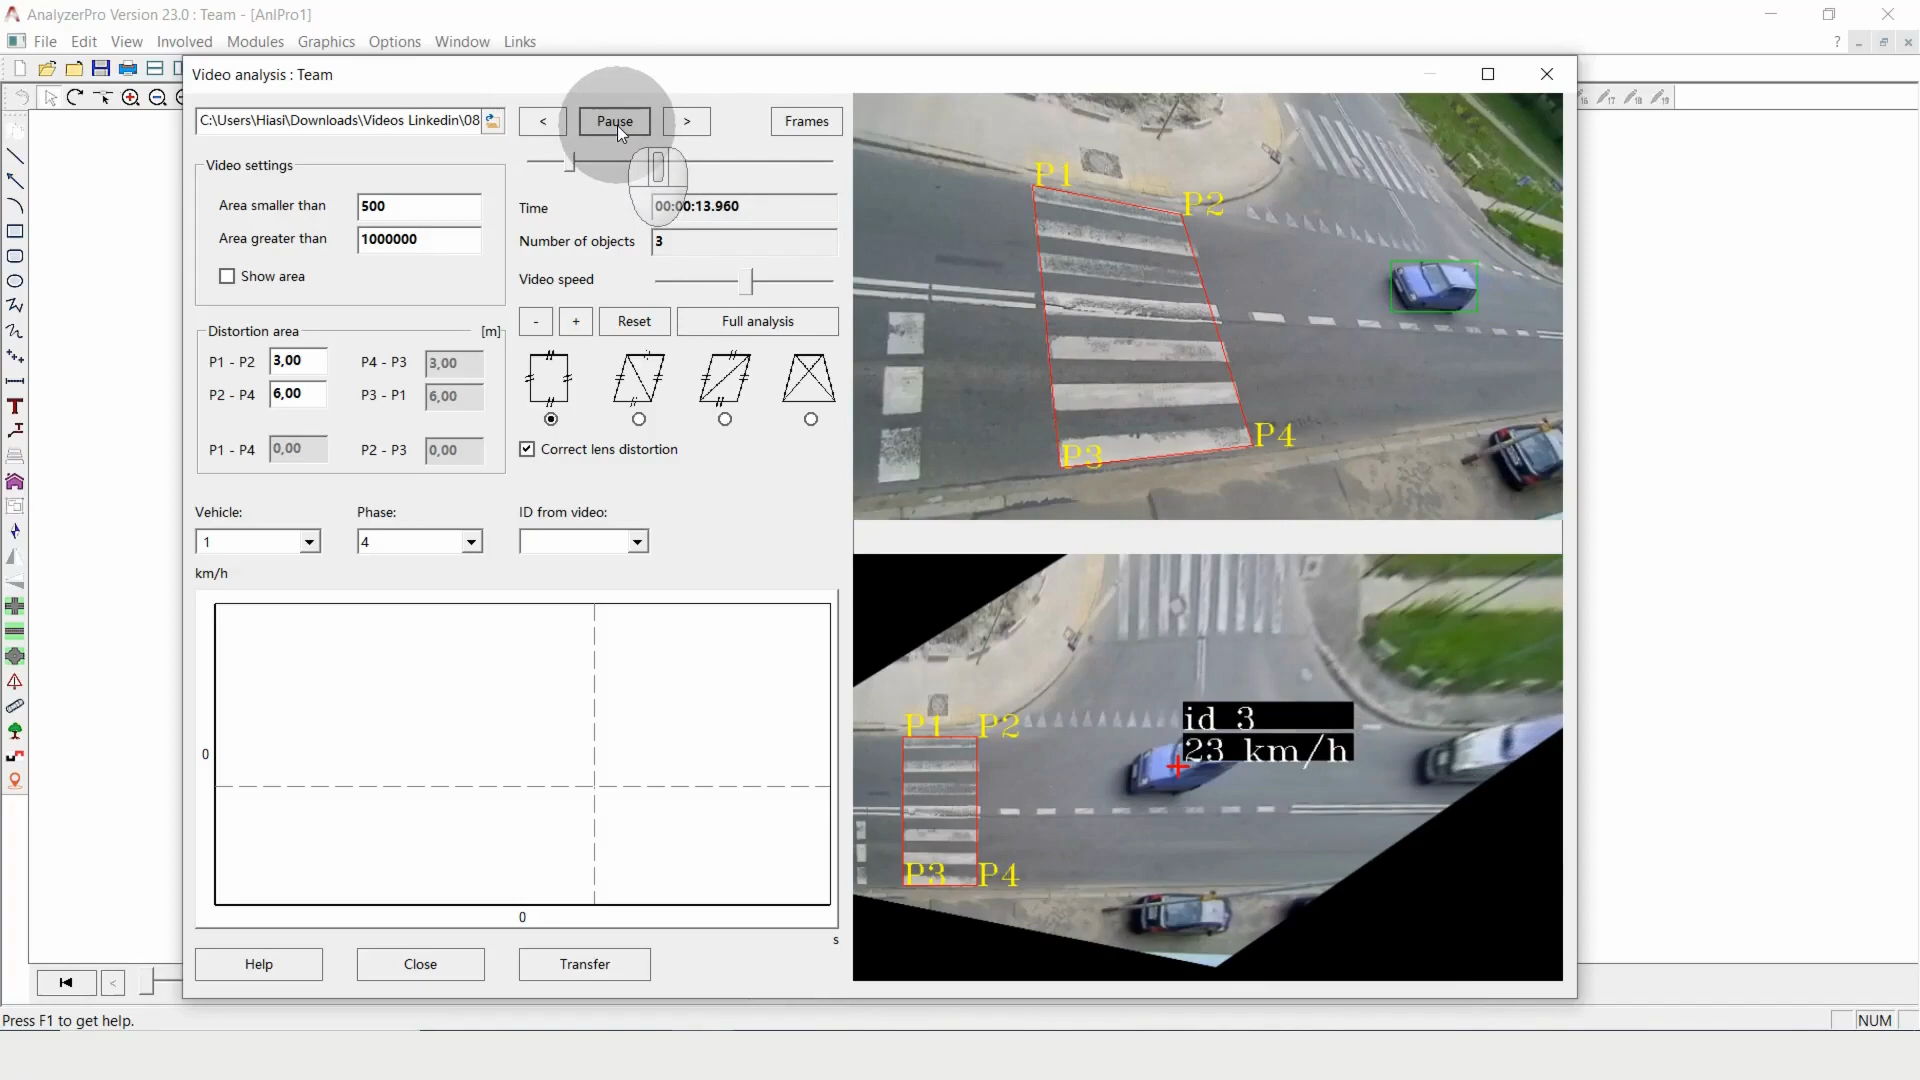 AnalyzerPro Version 23.0 : Team - [AnlPro1]
File Edit View Involved Modules Graphics Options Window Links
?
Video analysis : Team
C:\Users\Hiasi\Downloads\Videos Linkedin\08
< Pause > Frames
Video settings
Area smaller than 500
Area greater than 1000000
Show area
Time 00:00:13.960
Number of objects 3
Video speed
- + Reset Full analysis
Distortion area [m]
P1 - P2 3,00 P4 - P3 3,00
P2 - P4 6,00 P3 - P1 6,00
P1 - P4 0,00 P2 - P3 0,00
Correct lens distortion
Vehicle: Phase: ID from video:
1 4
km/h
0
0
s
Help Close Transfer
P1
P2
P3
P4
id 3
23 km/h
P1 P2
P3 P4
16 17 18 19
<
Press F1 to get help.
NUM